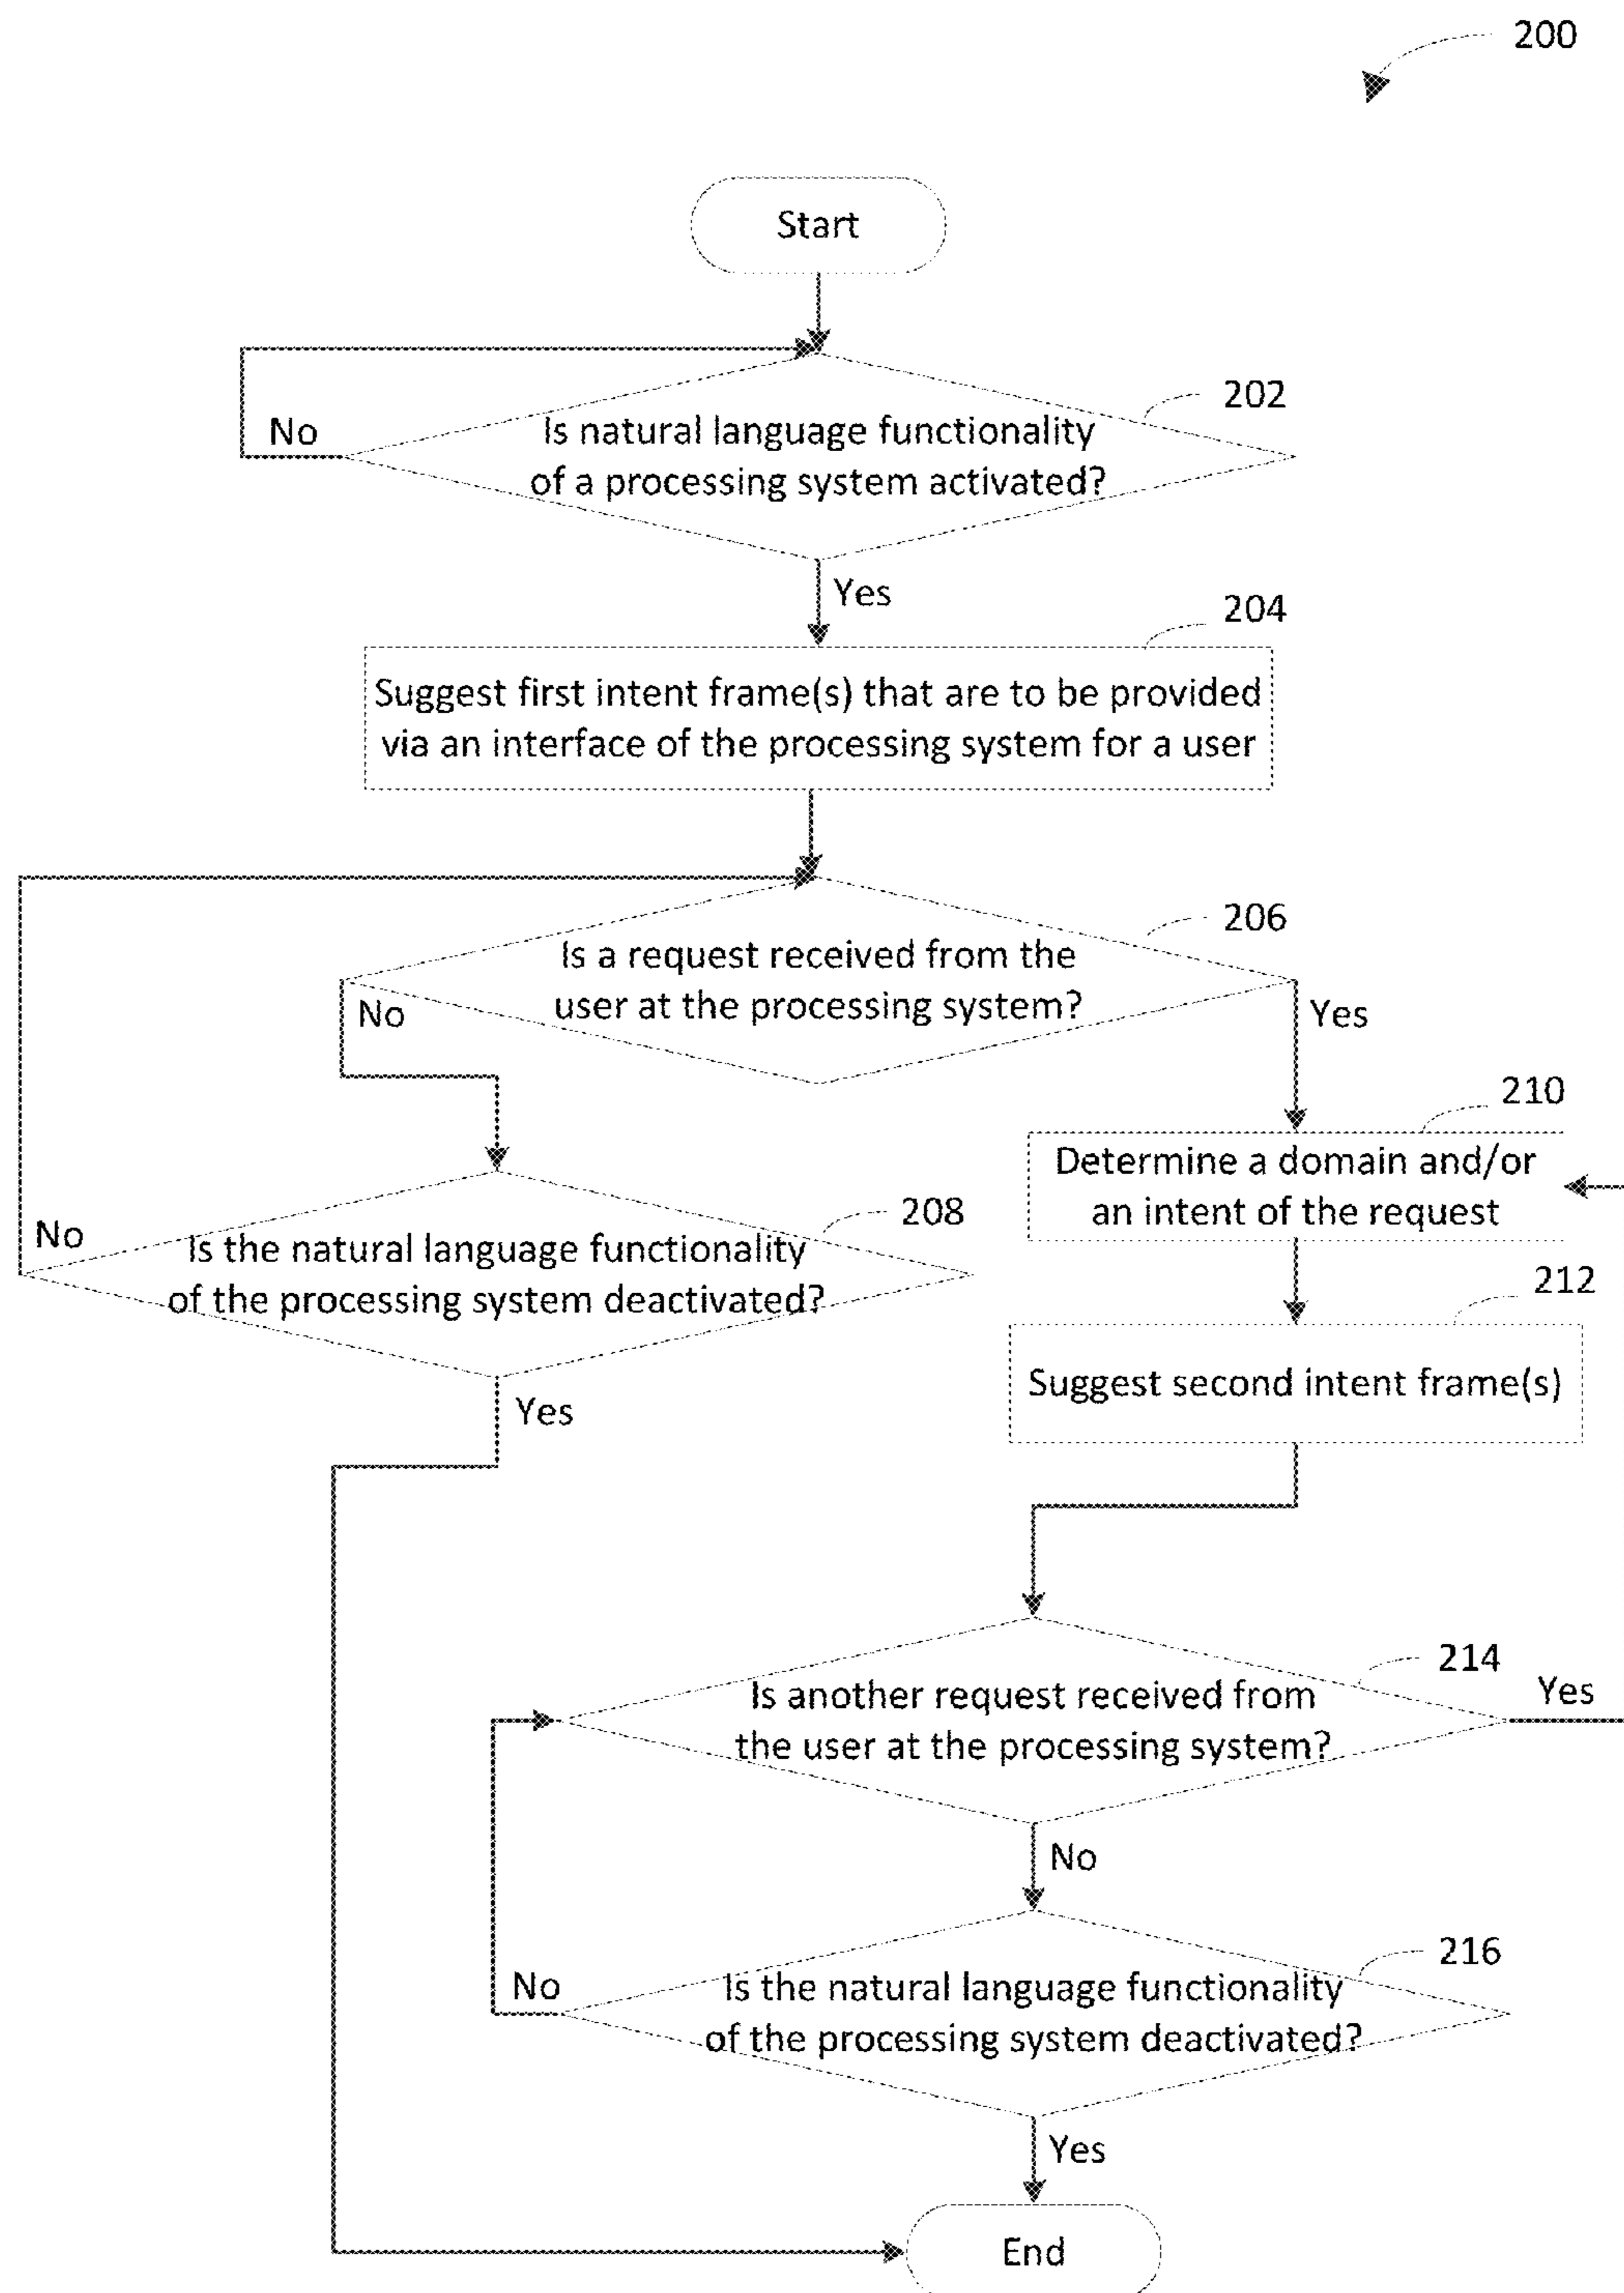 200
Start
202
No
Is natural language functionality
of a processing system activated?
Yes
204
Suggest first intent frame(s) that are to be provided
via an interface of the processing system for a user
206
Is a request received from the
user at the processing system?
No
Yes
210
Determine a domain and/or
an intent of the request
208
No
Is the natural language functionality
of the processing system deactivated?
212
Suggest second intent frame(s)
Yes
214
Is another request received from
the user at the processing system?
Yes
No
216
No
Is the natural language functionality
of the processing system deactivated?
Yes
End